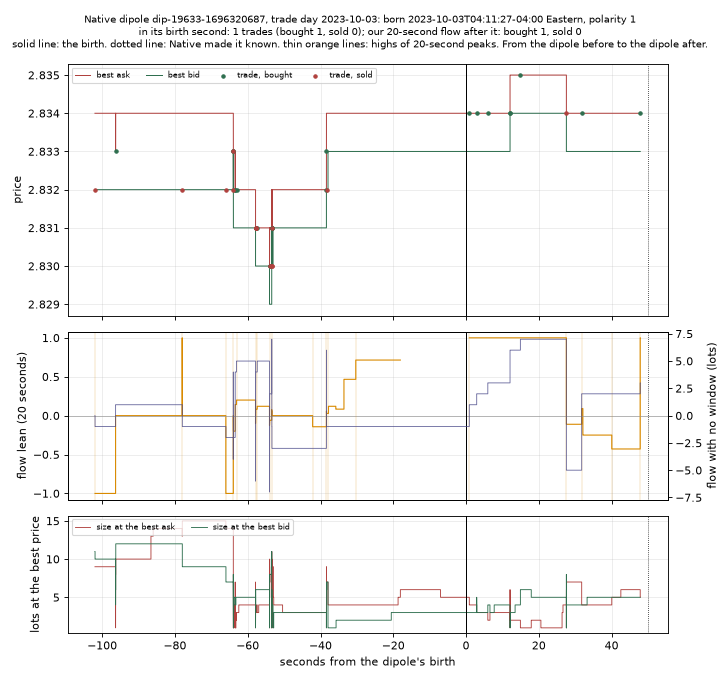 Native dipole dip-19633-1696320687, trade day 2023-10-03: born 2023-10-03T04:11:27-04:00 Eastern, polarity 1
in its birth second: 1 trades (bought 1, sold 0); our 20-second flow after it: bought 1, sold 0
solid line: the birth. dotted line: Native made it known. thin orange lines: highs of 20-second peaks. From the dipole before to the dipole after.
best ask best bid trade, bought trade, sold
2.835
2.834
2.833
2.832
2.831
2.830
2.829
price
1.0
0.5
0.0
−0.5
−1.0
flow lean (20 seconds)
7.5
5.0
2.5
0.0
−2.5
−5.0
−7.5
flow with no window (lots)
size at the best ask size at the best bid
15
10
5
lots at the best price
−100 −80 −60 −40 −20 0 20 40
seconds from the dipole's birth